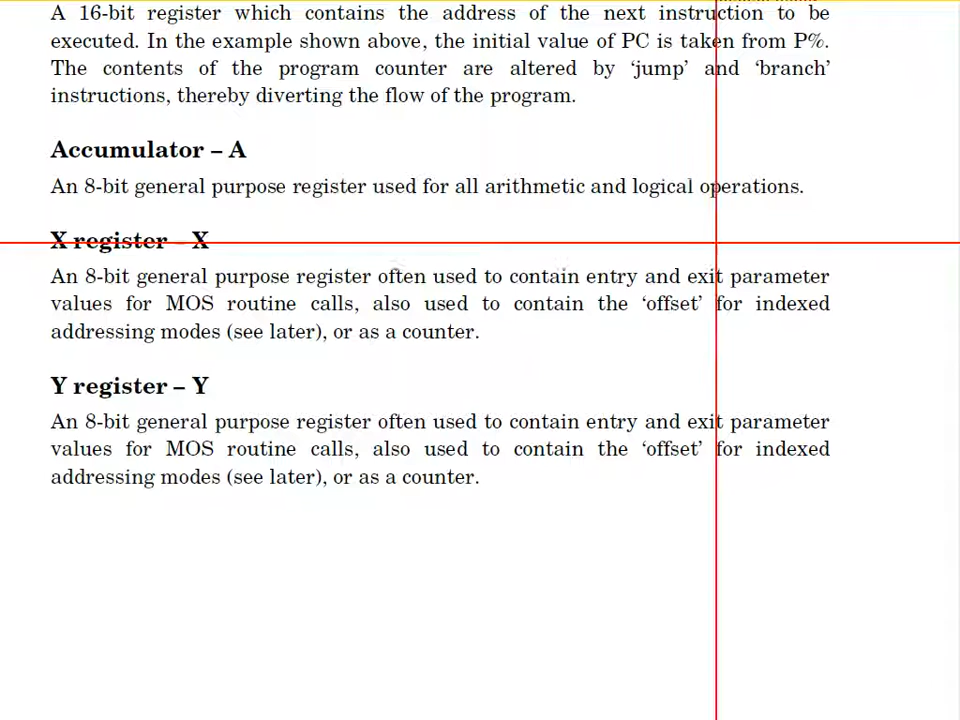 A 16-bit register which contains the address of the next instruction to be
executed. In the example shown above, the initial value of PC is taken from P%.
The contents of the program counter are altered by ‘jump’ and ‘branch’
instructions, thereby diverting the flow of the program.
Accumulator – A
An 8-bit general purpose register used for all arithmetic and logical operations.
X register – X
An 8-bit general purpose register often used to contain entry and exit parameter
values for MOS routine calls, also used to contain the ‘offset’ for indexed
addressing modes (see later), or as a counter.
Y register – Y
An 8-bit general purpose register often used to contain entry and exit parameter
values for MOS routine calls, also used to contain the ‘offset’ for indexed
addressing modes (see later), or as a counter.